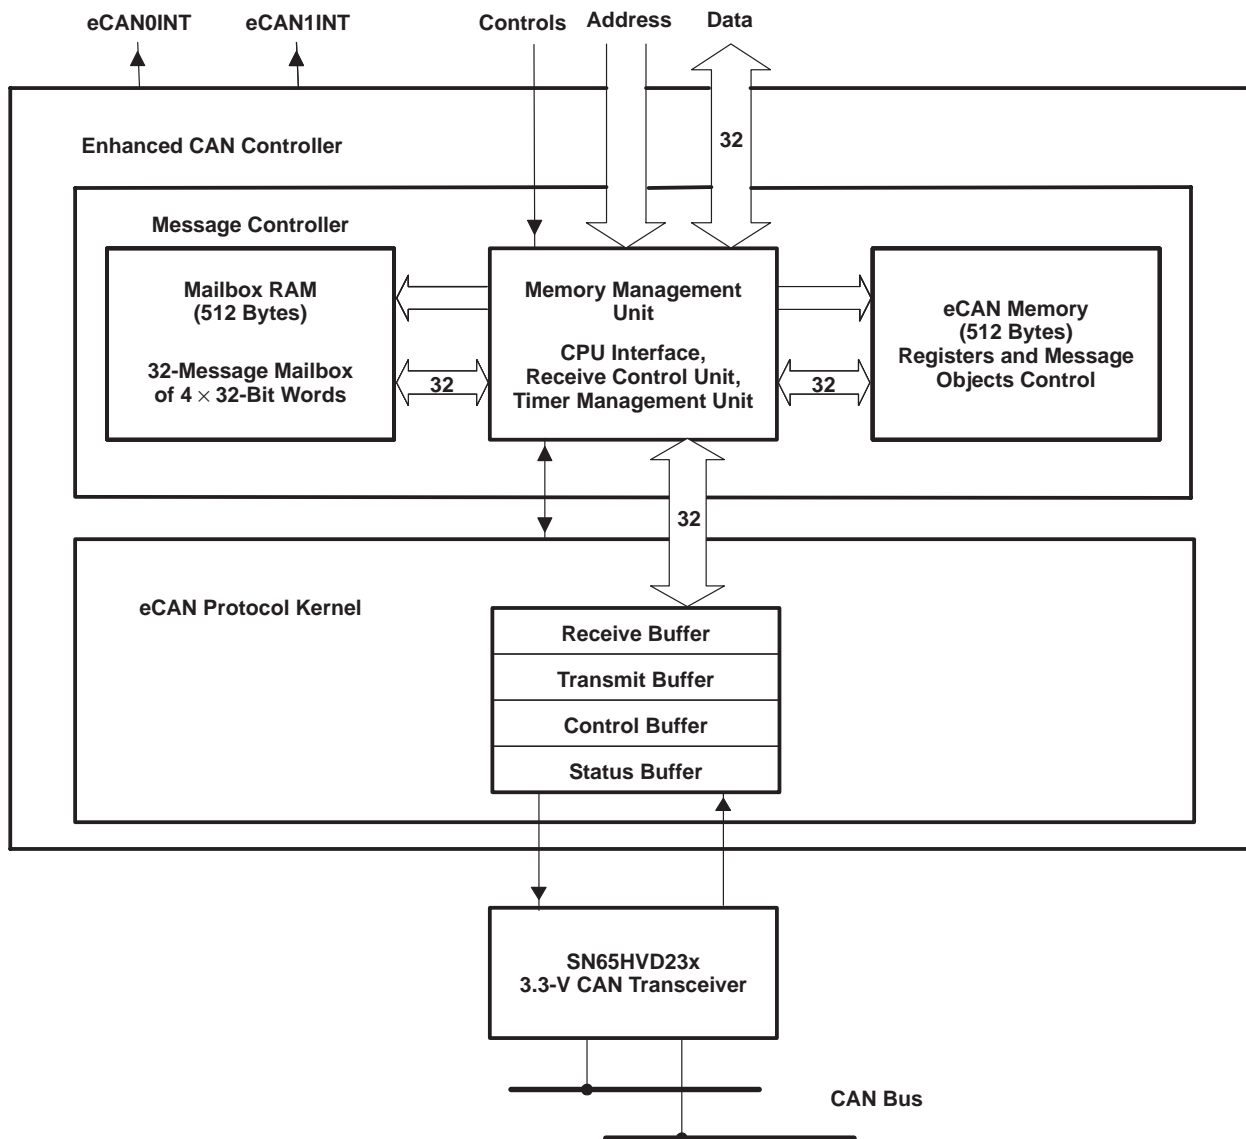 eCAN0INT
eCAN1INT
Controls
Address
Data
32
Enhanced CAN Controller
Message Controller
Mailbox RAM
(512 Bytes)
32-Message Mailbox
of 4 × 32-Bit Words
32
Memory Management
Unit
CPU Interface,
Receive Control Unit,
Timer Management Unit
32
eCAN Memory
(512 Bytes)
Registers and Message
Objects Control
32
eCAN Protocol Kernel
Receive Buffer
Transmit Buffer
Control Buffer
Status Buffer
SN65HVD23x
3.3-V CAN Transceiver
CAN Bus